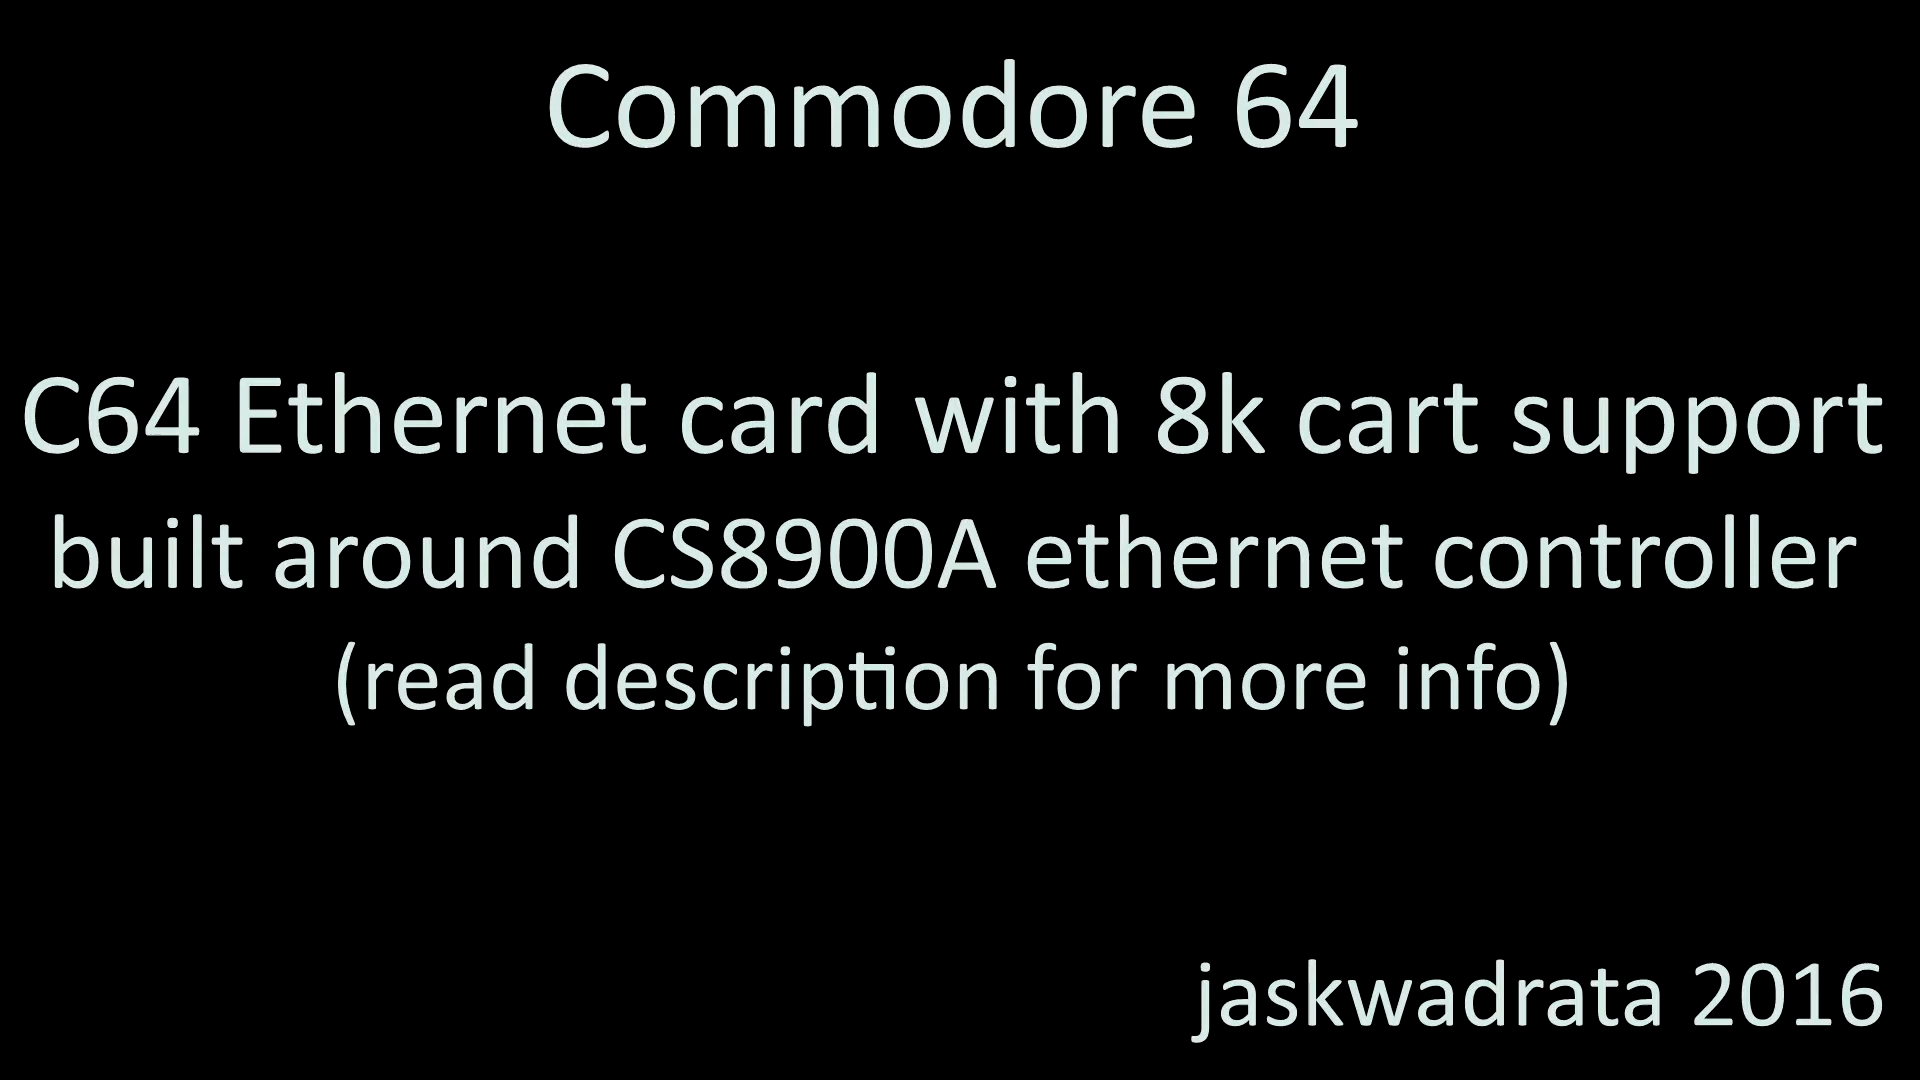 Commodore 64
C64 Ethernet card with 8k cart support
built around CS8900A ethernet controller
(read description for more info)
jaskwadrata 2016